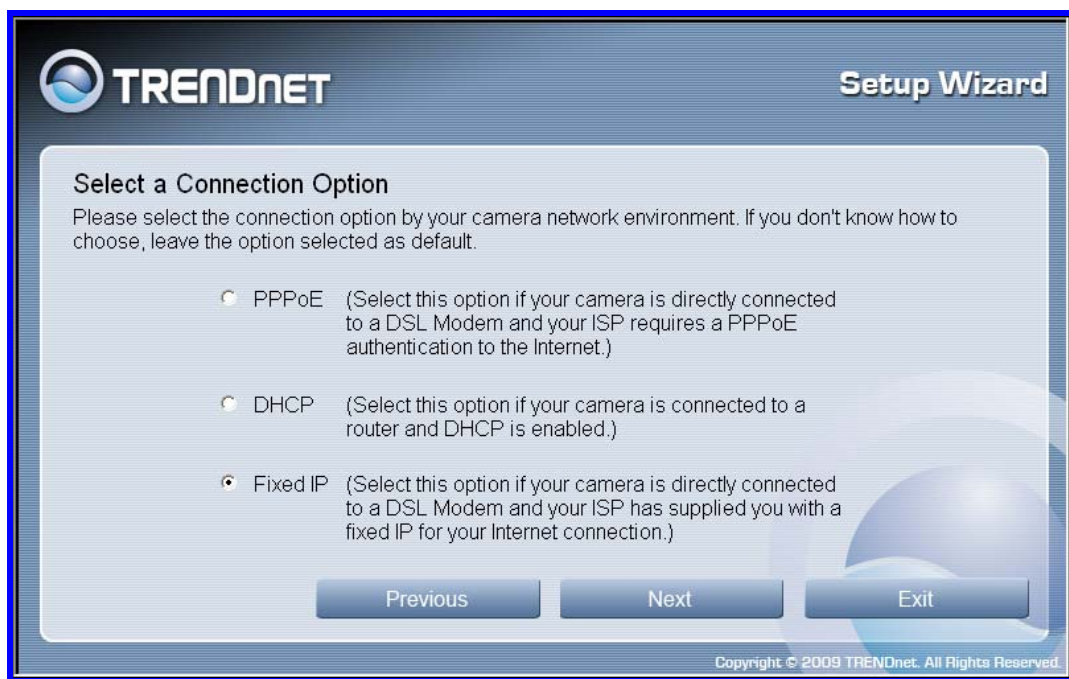 TRENDnet
Setup Wizard
Select a Connection Option
Please select the connection option by your camera network environment. If you don't know how to
choose, leave the option selected as default.
PPPoE (Select this option if your camera is directly connected
to a DSL Modem and your ISP requires a PPPoE
authentication to the Internet.)
DHCP (Select this option if your camera is connected to a
router and DHCP is enabled.)
Fixed IP (Select this option if your camera is directly connected
to a DSL Modem and your ISP has supplied you with a
fixed IP for your Internet connection.)
Previous Next Exit
Copyright © 2009 TRENDnet. All Rights Reserved.